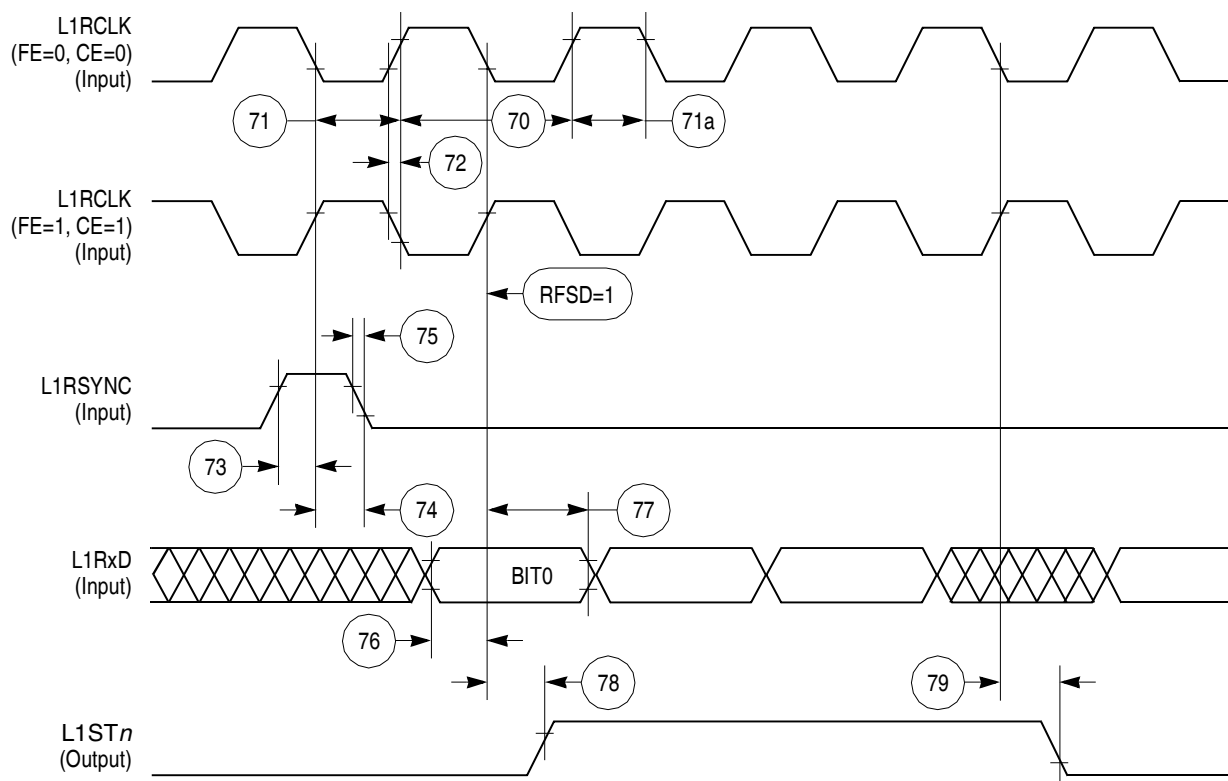 L1RCLK
(FE=0, CE=0)
(Input)
71
70
71a
72
L1RCLK
(FE=1, CE=1)
(Input)
RFSD=1
75
L1RSYNC
(Input)
73
74
77
L1RxD
(Input)
BIT0
76
78
79
L1STn
(Output)